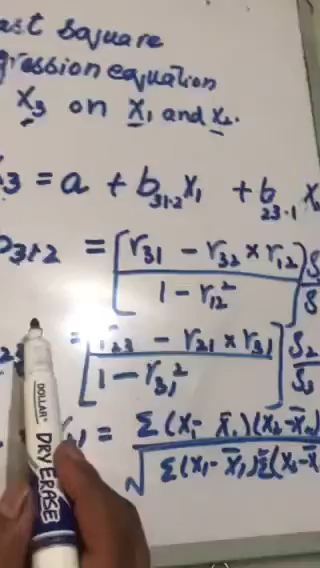 ast Square
gression equation
X3 on X1 and X2.
3 = a + b31·2 X1 + b23·1 X
b31·2 = [r31 − r32 × r12 / 1 − r12²] S / S
23 = [r23 − r21 × r31 / 1 − r31²] S2 / S3
= Σ(X1 − X̄1)(X2 − X̄2 / √Σ(X1 − X̄1)²Σ(X2 − X̄
DOLLAR DRY ERASE